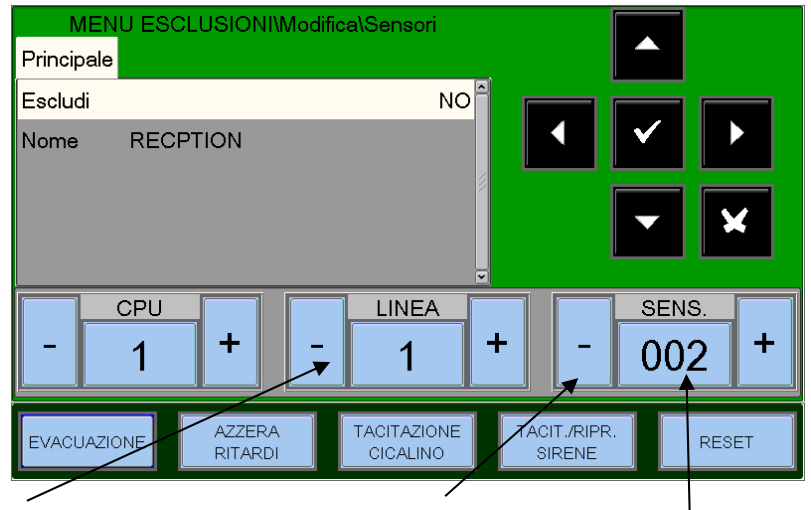 MENU ESCLUSIONI\Modifica\Sensori
Principale
Escludi NO
Nome RECPTION
CPU LINEA SENS.
- 1 + - 1 + - 002 +
EVACUAZIONE AZZERA RITARDI TACITAZIONE CICALINO TACIT./RIPR. SIRENE RESET